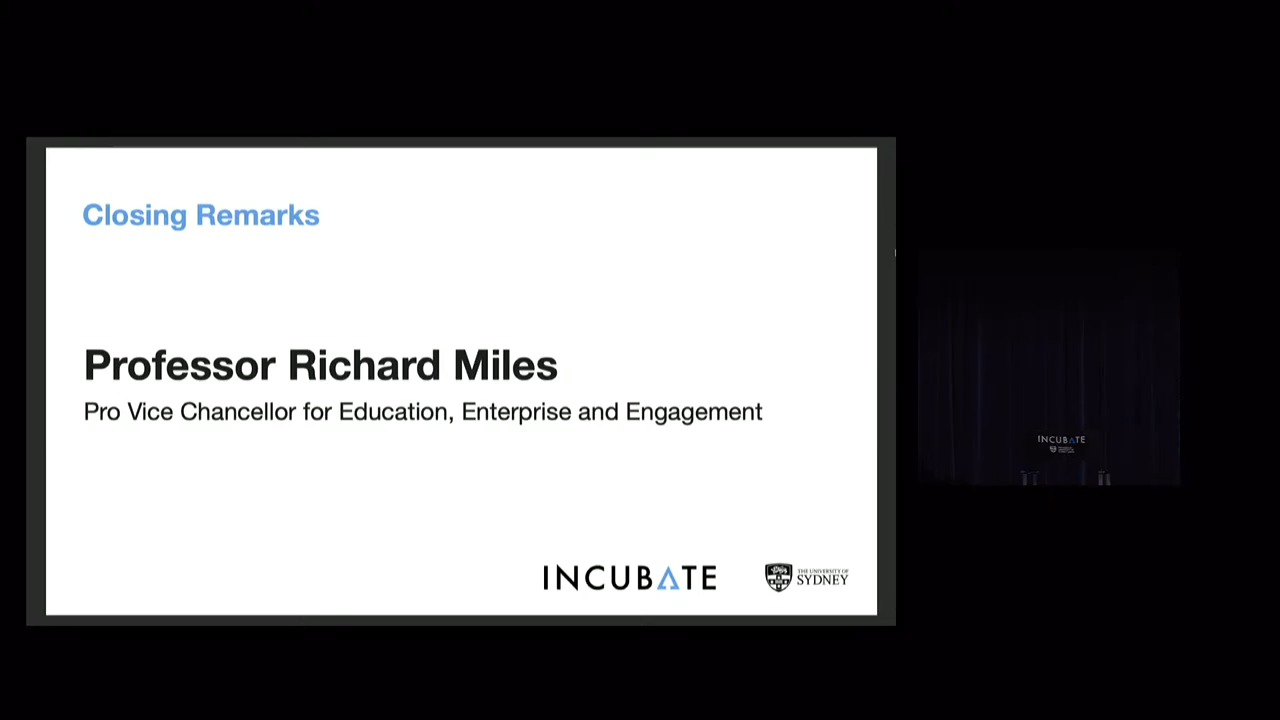 Closing Remarks
Professor Richard Miles
Pro Vice Chancellor for Education, Enterprise and Engagement
INCUBATE
THE UNIVERSITY OF
SYDNEY
INCUBATE